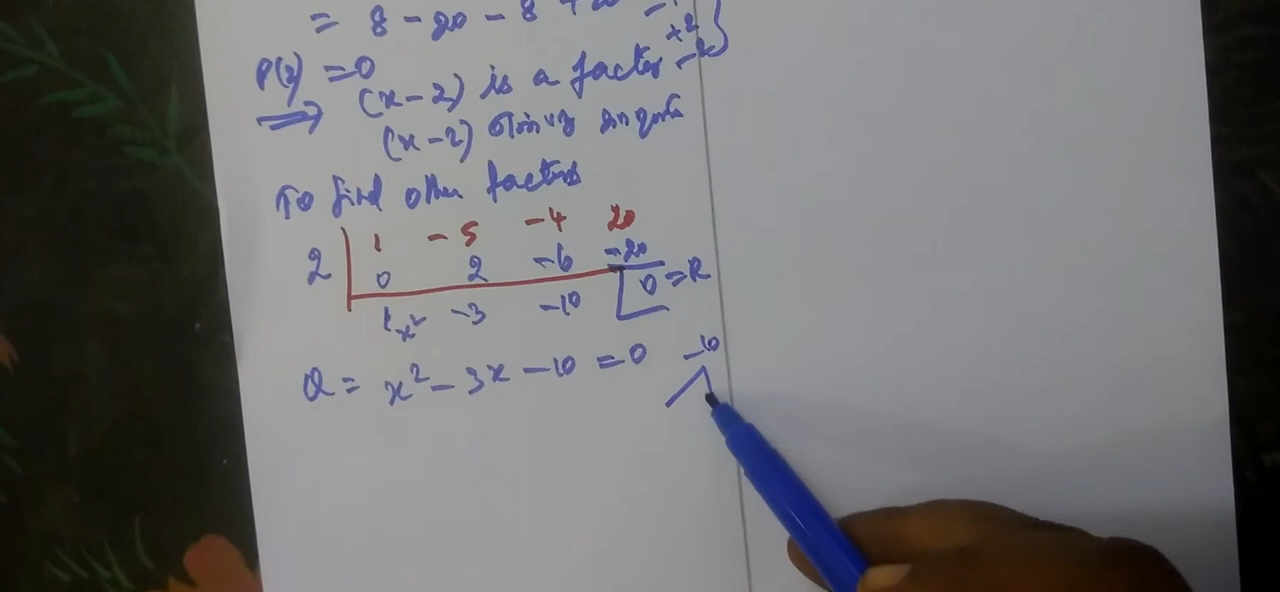 = 8 - 20 - 8 +
P(2) = 0
⟹ (x-2) is a factor
(x-2)
To find other factors
2 | 1 -5 -4 20
0 2 -6 -20
1x² -3 -10 0 = R
Q = x² - 3x - 10 = 0 -10